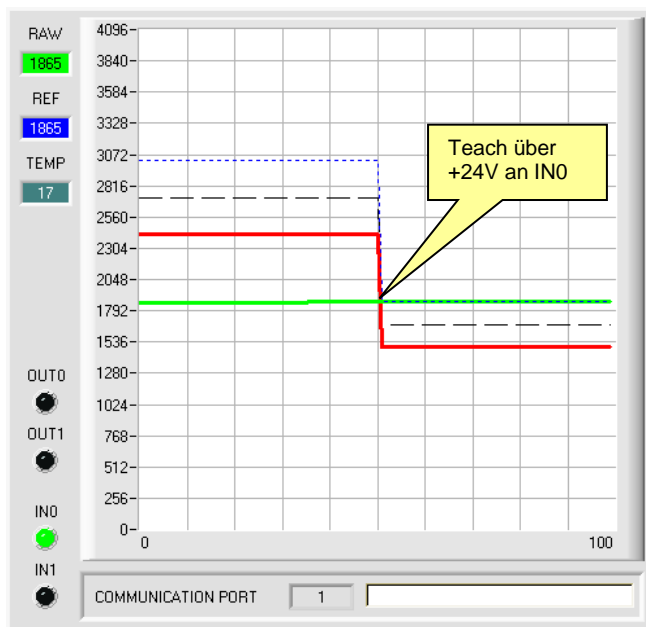 RAW
1865
REF
1865
TEMP
17
OUT0
OUT1
IN0
IN1
4096
3840
3584
3328
3072
2816
2560
2304
2048
1792
1536
1280
1024
768
512
256
0
0 100
Teach über
+24V an IN0
COMMUNICATION PORT 1